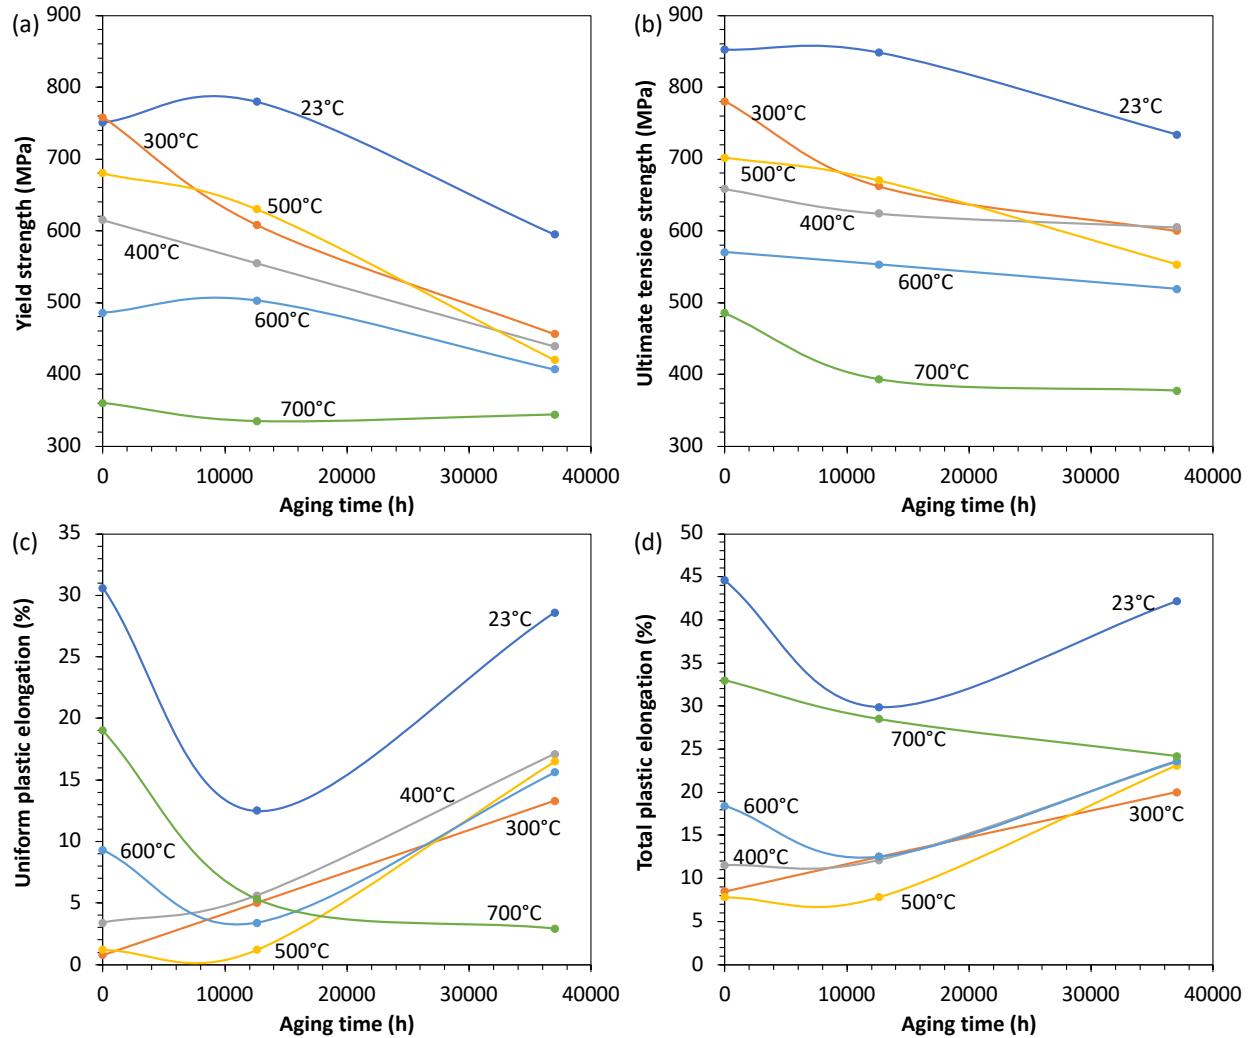 (a)
900
800
700
600
500
400
300
Yield strength (MPa)
23°C
300°C
500°C
400°C
600°C
700°C
0
10000
20000
30000
40000
Aging time (h)
(b)
900
800
700
600
500
400
300
Ultimate tensioe strength (MPa)
23°C
300°C
500°C
400°C
600°C
700°C
0
10000
20000
30000
40000
Aging time (h)
(c)
35
30
25
20
15
10
5
0
Uniform plastic elongation (%)
23°C
400°C
300°C
600°C
700°C
500°C
0
10000
20000
30000
40000
Aging time (h)
(d)
50
45
40
35
30
25
20
15
10
5
0
Total plastic elongation (%)
23°C
700°C
600°C
300°C
400°C
500°C
0
10000
20000
30000
40000
Aging time (h)